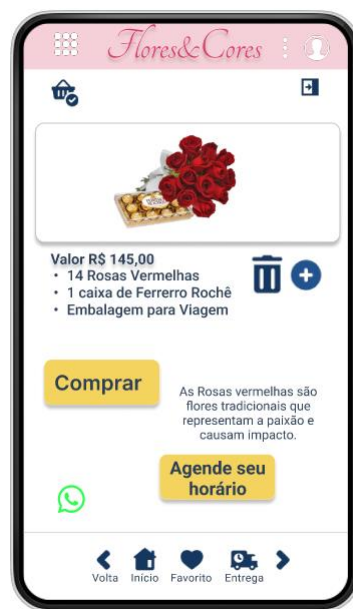 Flores&Cores
Valor R$ 145,00
• 14 Rosas Vermelhas
• 1 caixa de Ferrerro Rochê
• Embalagem para Viagem
Comprar
As Rosas vermelhas são
flores tradicionais que
representam a paixão e
causam impacto.
Agende seu
horário
Volta Início Favorito Entrega